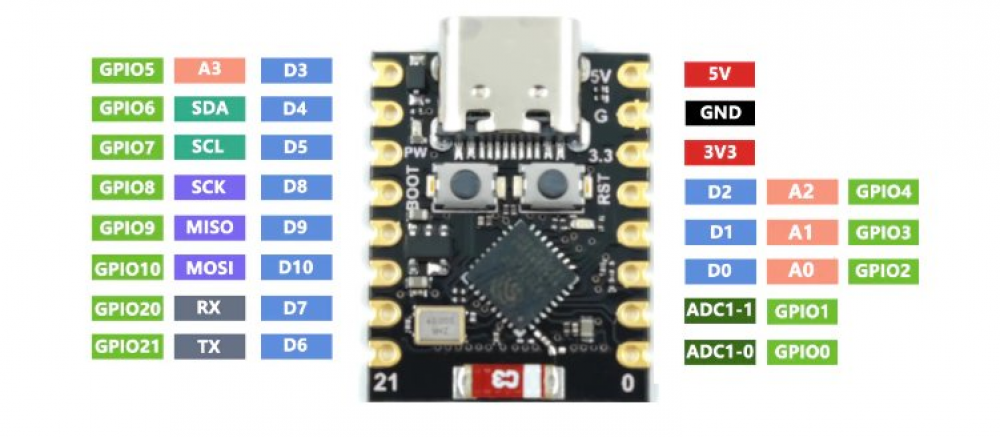 GPIO5 A3 D3
GPIO6 SDA D4
GPIO7 SCL D5
GPIO8 SCK D8
GPIO9 MISO D9
GPIO10 MOSI D10
GPIO20 RX D7
GPIO21 TX D6
5V
G
PW
3.3
BOOT
RST
21
C3
0
5V
GND
3V3
D2 A2 GPIO4
D1 A1 GPIO3
D0 A0 GPIO2
ADC1-1 GPIO1
ADC1-0 GPIO0